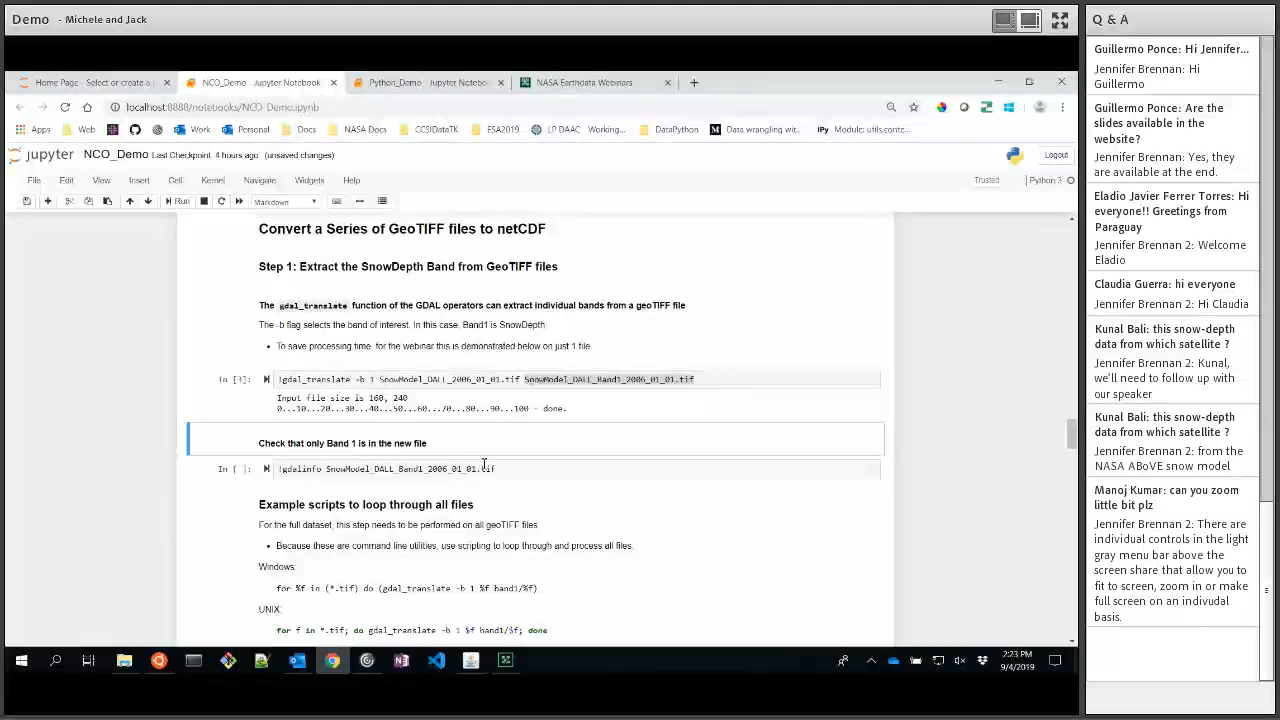 Demo - Michele and Jack
Home Page - Select or create a
NCO_Demo - Jupyter Notebook
Python_Demo - Jupyter Notebo
NASA Earthdata Webinars
localhost:8888/notebooks/NCO-Demo.ipynb
Apps Web Work Personal Docs NASA Docs CCSIDataTK ESA2019 LP DAAC Working... DataPython Data wrangling wit... IPy Module: utils.contc...
jupyter NCO_Demo Last Checkpoint: 4 hours ago (unsaved changes) Logout
File Edit View Insert Cell Kernel Navigate Widgets Help Trusted Python 3
Run Markdown
Convert a Series of GeoTIFF files to netCDF
Step 1: Extract the SnowDepth Band from GeoTIFF files
The gdal_translate function of the GDAL operators can extract individual bands from a geoTIFF file
The -b flag selects the band of interest. In this case, Band1 is SnowDepth
• To save processing time, for the webinar this is demonstrated below on just 1 file
In [3]: !gdal_translate -b 1 SnowModel_DALL_2006_01_01.tif SnowModel_DALL_Band1_2006_01_01.tif
Input file size is 160, 240
0...10...20...30...40...50...60...70...80...90...100 - done.
Check that only Band 1 is in the new file
In [ ]: !gdalinfo SnowModel_DALL_Band1_2006_01_01.tif
Example scripts to loop through all files
For the full dataset, this step needs to be performed on all geoTIFF files
• Because these are command line utilities, use scripting to loop through and process all files.
Windows:
for %f in (*.tif) do (gdal_translate -b 1 %f band1/%f)
UNIX:
for f in *.tif; do gdal_translate -b 1 $f band1/$f; done
2:23 PM
9/4/2019
Q & A
Guillermo Ponce: Hi Jennifer...
Jennifer Brennan: Hi
Guillermo
Guillermo Ponce: Are the
slides available in the
website?
Jennifer Brennan: Yes, they
are available at the end.
Eladio Javier Ferrer Torres: Hi
everyone!! Greetings from
Paraguay
Jennifer Brennan 2: Welcome
Eladio
Claudia Guerra: hi everyone
Jennifer Brennan 2: Hi Claudia
Kunal Bali: this snow-depth
data from which satellite ?
Jennifer Brennan 2: Kunal,
we'll need to follow up with
our speaker
Kunal Bali: this snow-depth
data from which satellite ?
Jennifer Brennan 2: from
the NASA ABoVE snow model
Manoj Kumar: can you zoom
little bit plz
Jennifer Brennan 2: There are
individual controls in the light
gray menu bar above the
screen share that allow you to
fit to screen, zoom in or make
full screen on an indivudal
basis.